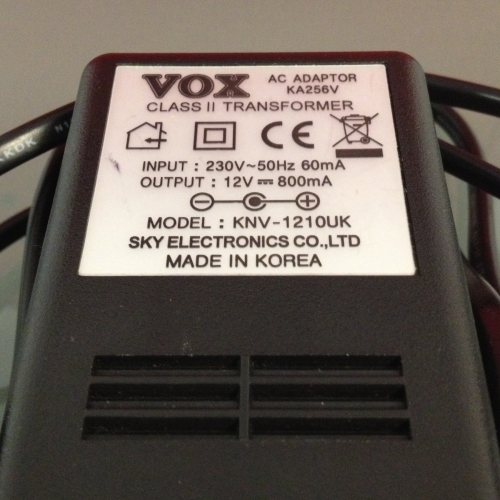 VOX AC ADAPTOR
KA256V
CLASS II TRANSFORMER
CE
INPUT : 230V~50Hz 60mA
OUTPUT : 12V ⎓ 800mA
MODEL : KNV-1210UK
SKY ELECTRONICS CO.,LTD
MADE IN KOREA